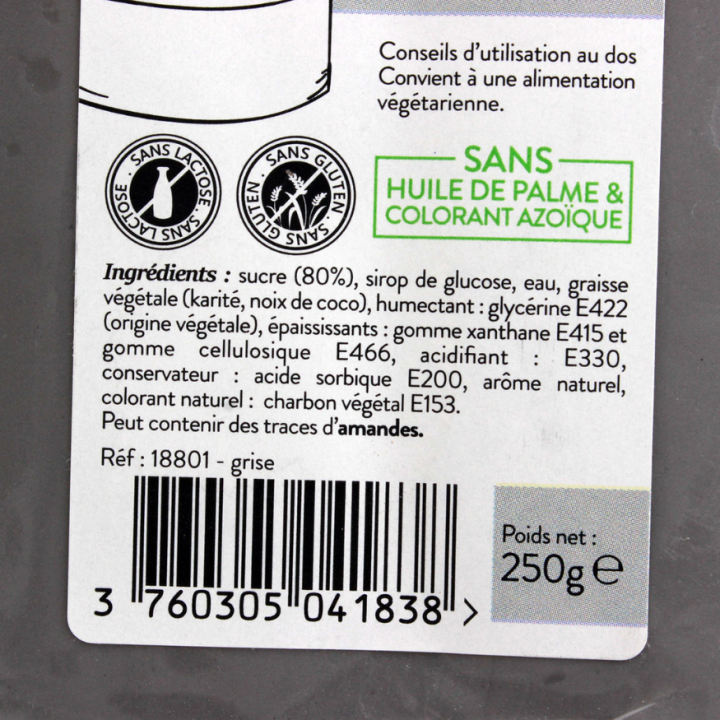 Conseils d'utilisation au dos
Convient à une alimentation
végétarienne.
SANS LACTOSE . SANS LACTOSE .
SANS GLUTEN . SANS GLUTEN .
SANS
HUILE DE PALME &
COLORANT AZOÏQUE
Ingrédients : sucre (80%), sirop de glucose, eau, graisse
végétale (karité, noix de coco), humectant : glycérine E422
(origine végétale), épaississants : gomme xanthane E415 et
gomme cellulosique E466, acidifiant : E330,
conservateur : acide sorbique E200, arôme naturel,
colorant naturel : charbon végétal E153.
Peut contenir des traces d'amandes.
Réf : 18801 - grise
Poids net :
250g ℮
3 760305 041838 >